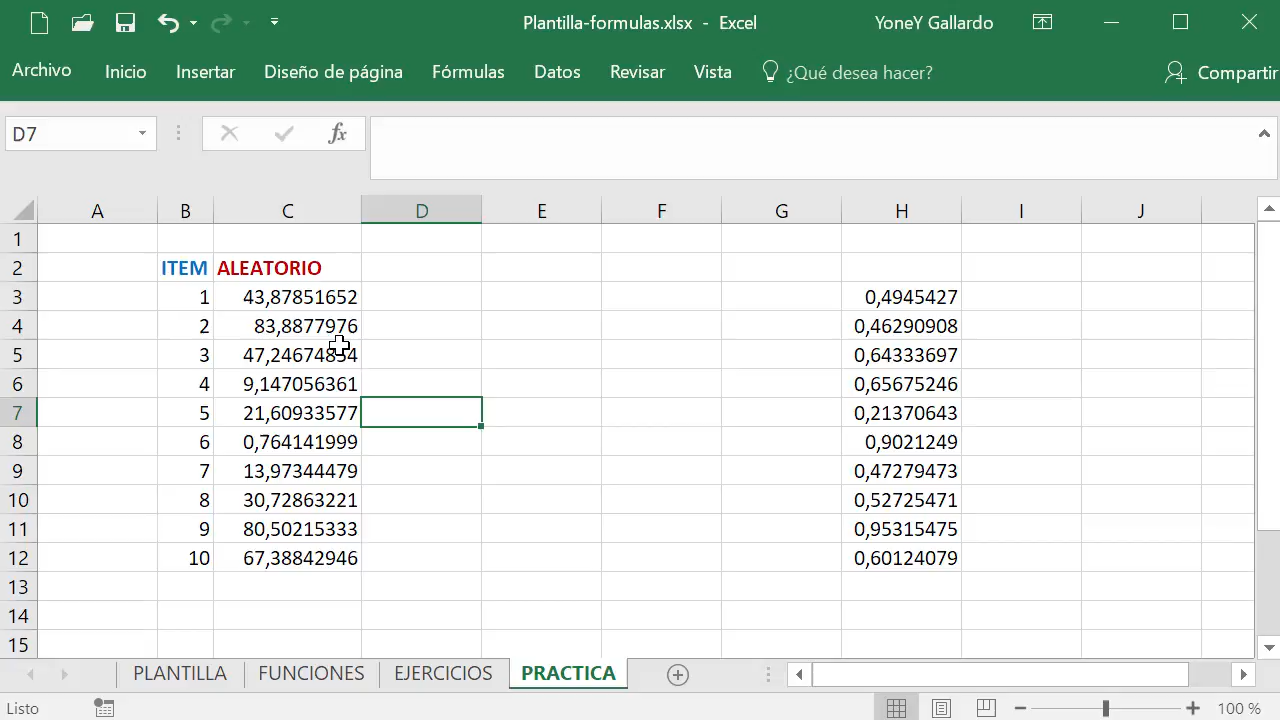 Plantilla-formulas.xlsx - Excel YoneY Gallardo
Archivo Inicio Insertar Diseño de página Fórmulas Datos Revisar Vista ¿Qué desea hacer? Compartir
D7 fx
A B C D E F G H I J
1
2 ITEM ALEATORIO
3 1 43,87851652 0,4945427
4 2 83,8877976 0,46290908
5 3 47,24674834 0,64333697
6 4 9,147056361 0,65675246
7 5 21,60933577 0,21370643
8 6 0,764141999 0,9021249
9 7 13,97344479 0,47279473
10 8 30,72863221 0,52725471
11 9 80,50215333 0,95315475
12 10 67,38842946 0,60124079
13
14
15
PLANTILLA FUNCIONES EJERCICIOS PRACTICA
Listo 100 %